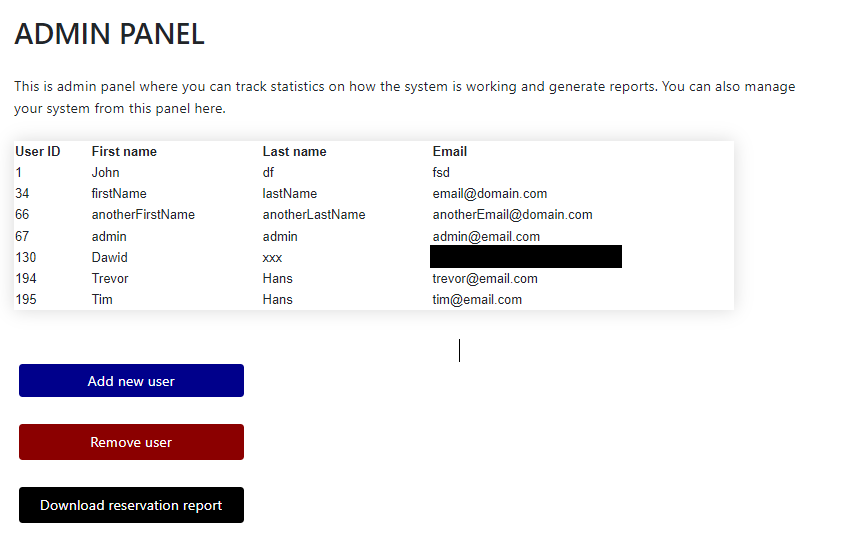 ADMIN PANEL
This is admin panel where you can track statistics on how the system is working and generate reports. You can also manage
your system from this panel here.
User ID First name Last name Email
1 John df fsd
34 firstName lastName email@domain.com
66 anotherFirstName anotherLastName anotherEmail@domain.com
67 admin admin admin@email.com
130 Dawid xxx
194 Trevor Hans trevor@email.com
195 Tim Hans tim@email.com
Add new user
Remove user
Download reservation report